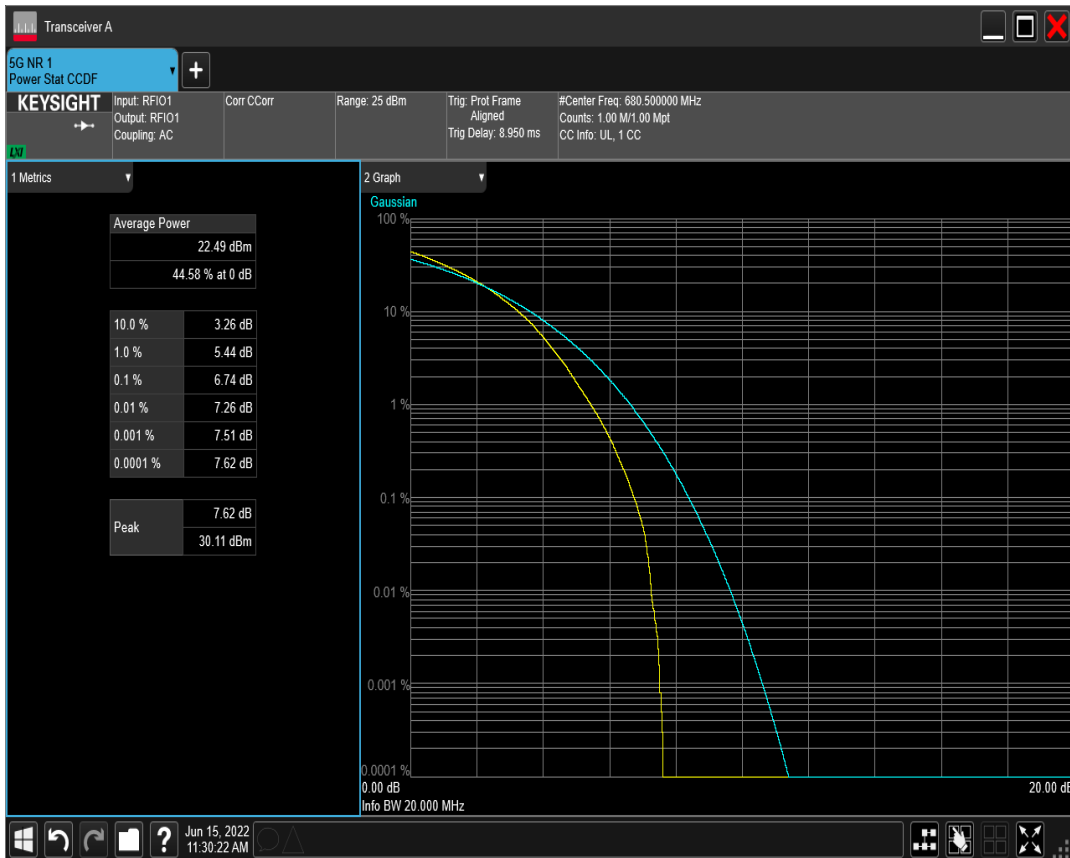 Transceiver A
5G NR 1
Power Stat CCDF
+
KEYSIGHT
LXI
Input: RFIO1
Output: RFIO1
Coupling: AC
Corr CCorr
Range: 25 dBm
Trig: Prot Frame
Aligned
Trig Delay: 8.950 ms
#Center Freq: 680.500000 MHz
Counts: 1.00 M/1.00 Mpt
CC Info: UL, 1 CC
1 Metrics
Average Power
22.49 dBm
44.58 % at 0 dB
10.0 % 3.26 dB
1.0 % 5.44 dB
0.1 % 6.74 dB
0.01 % 7.26 dB
0.001 % 7.51 dB
0.0001 % 7.62 dB
Peak
7.62 dB
30.11 dBm
2 Graph
Gaussian
100 %
10 %
1 %
0.1 %
0.01 %
0.001 %
0.0001 %
0.00 dB 20.00 dB
Info BW 20.000 MHz
?
Jun 15, 2022
11:30:22 AM